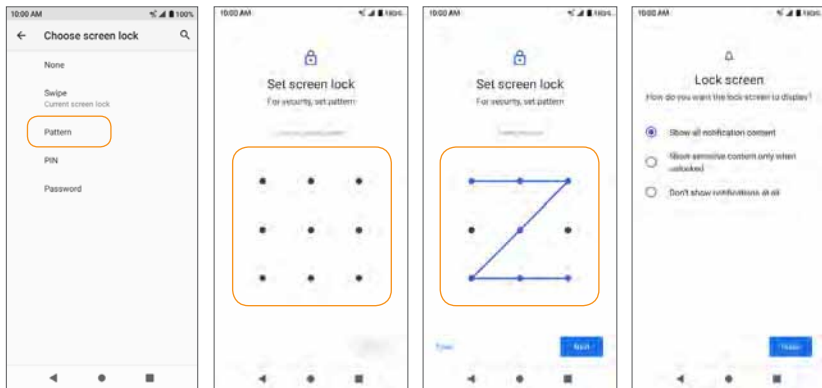 10:00 AM 100%
Choose screen lock
None
Swipe
Current screen lock
Pattern
PIN
Password
10:00 AM
Set screen lock
For security, set pattern
10:00 AM
Set screen lock
For security, set pattern
Next
10:00 AM
Lock screen
How do you want the lock screen to display?
Show all notification content
Show sensitive content only when
unlocked
Don't show notifications at all